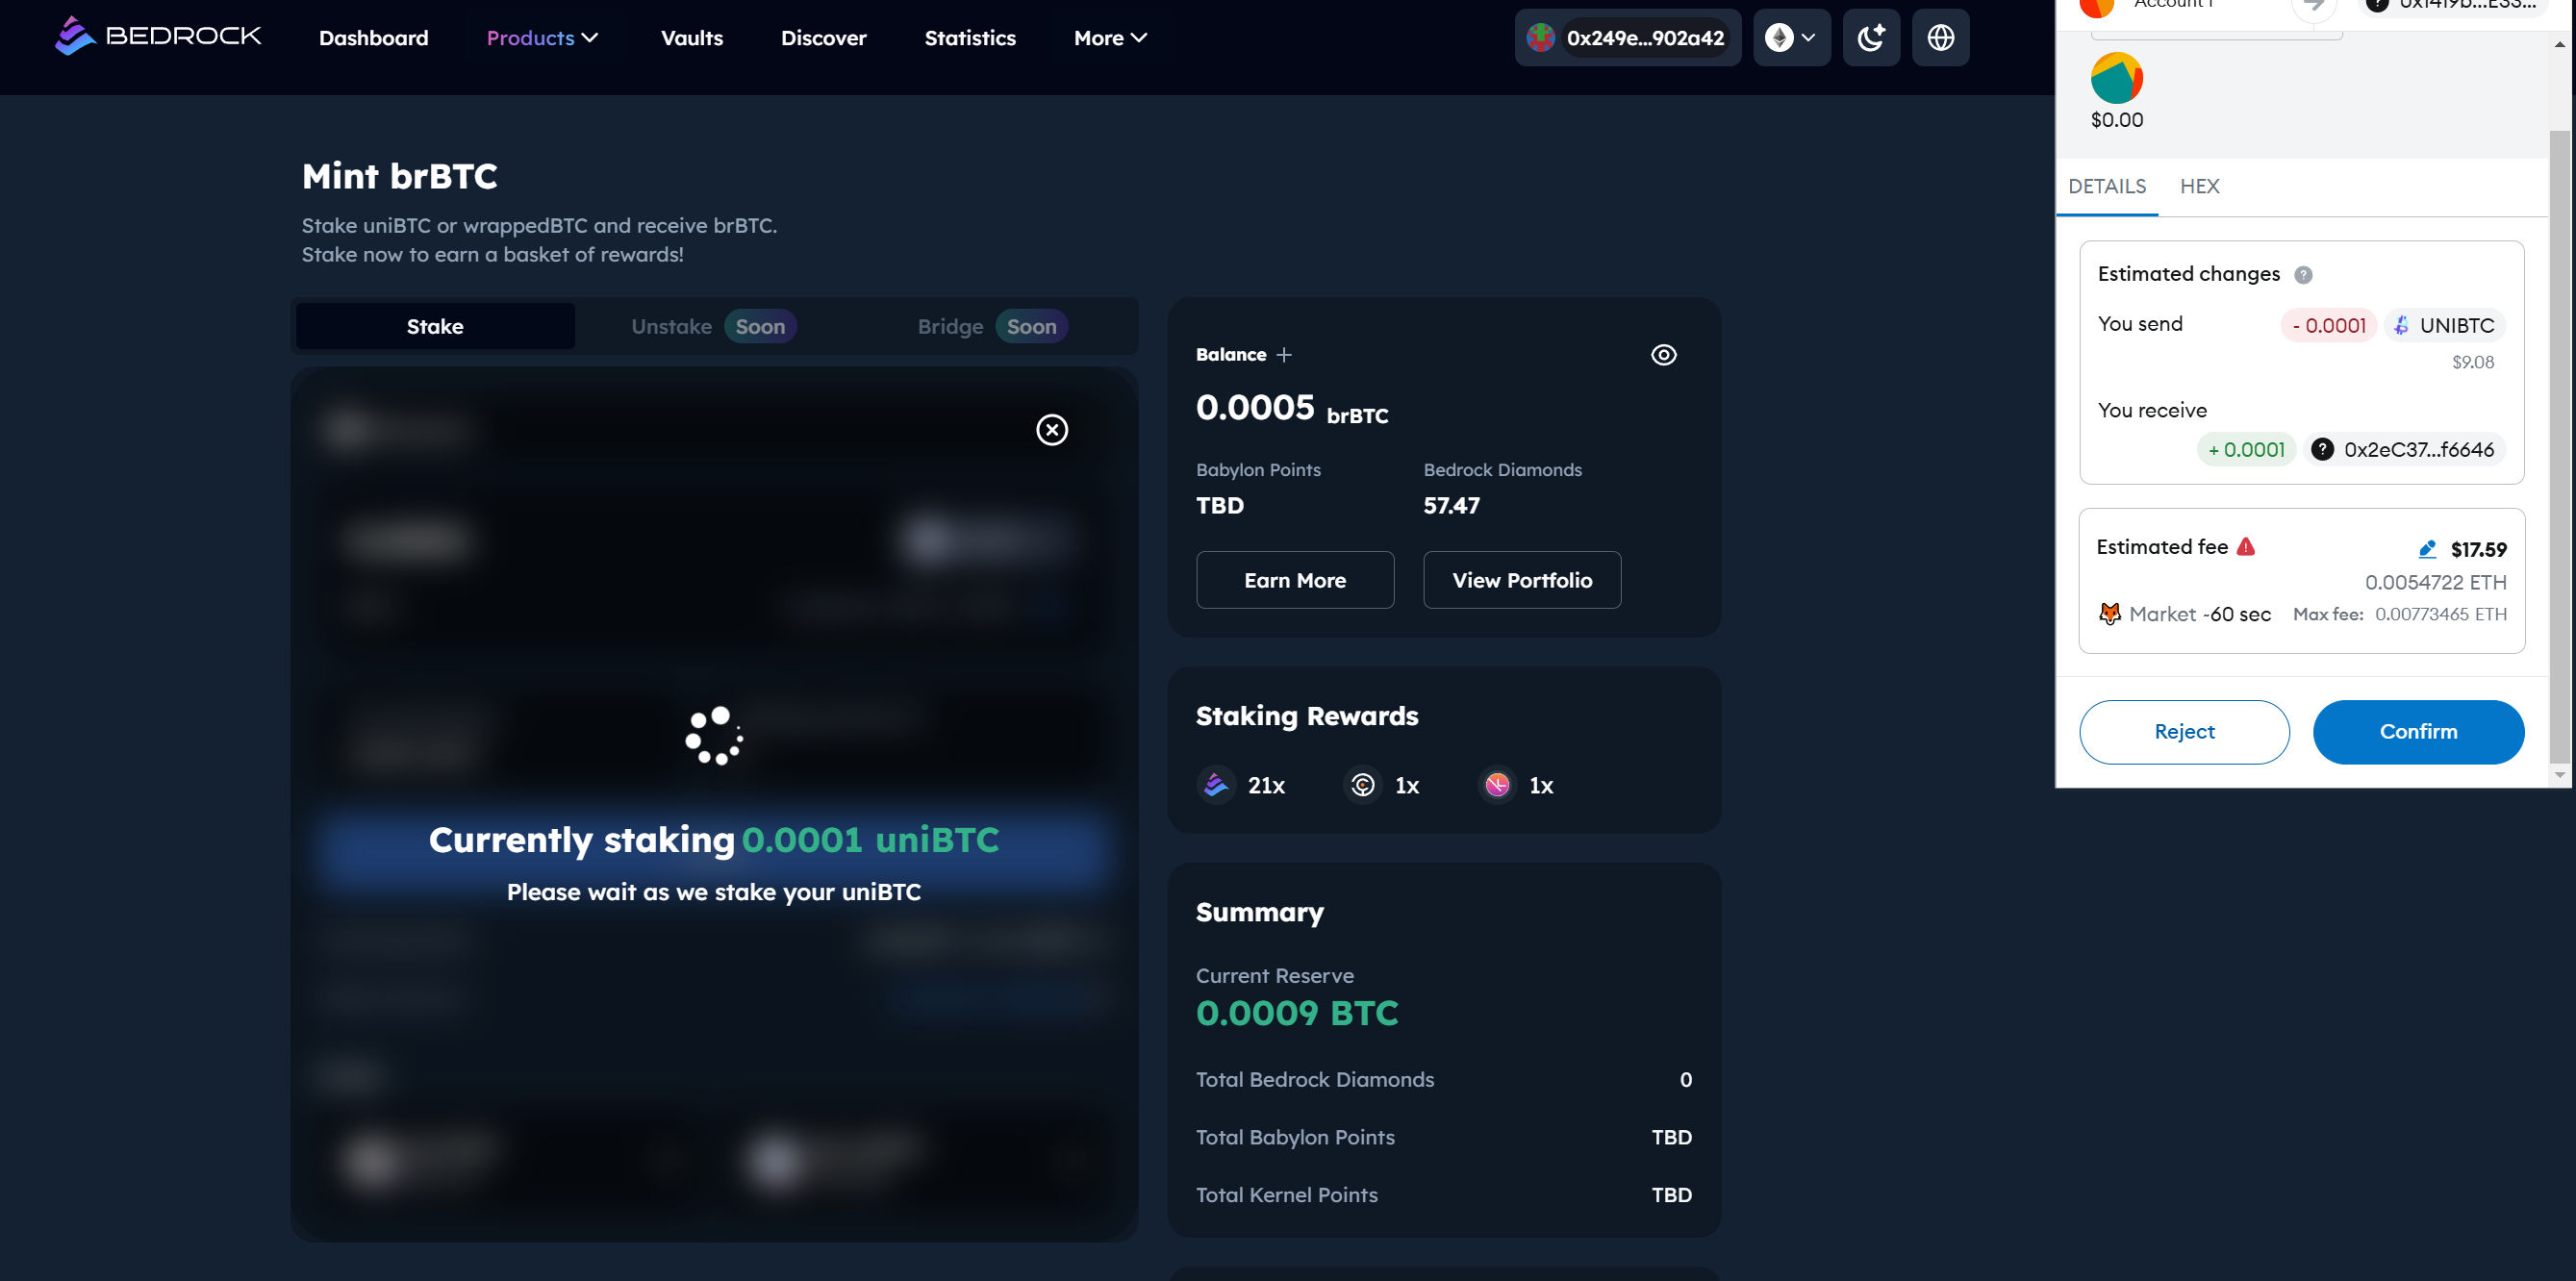 BEDROCK
Dashboard
Products
Vaults
Discover
Statistics
More
0x249e...902a42
Mint brBTC
Stake uniBTC or wrappedBTC and receive brBTC.
Stake now to earn a basket of rewards!
Stake
Unstake Soon
Bridge Soon
Currently staking 0.0001 uniBTC
Please wait as we stake your uniBTC
Balance
0.0005 brBTC
Babylon Points
TBD
Bedrock Diamonds
57.47
Earn More
View Portfolio
Staking Rewards
21x
1x
1x
Summary
Current Reserve
0.0009 BTC
Total Bedrock Diamonds 0
Total Babylon Points TBD
Total Kernel Points TBD
Account 1
$0.00
DETAILS
HEX
Estimated changes
You send - 0.0001 UNIBTC
$9.08
You receive
+ 0.0001 0x2eC37...f6646
Estimated fee $17.59
0.0054722 ETH
Market ~60 sec Max fee: 0.00773465 ETH
Reject
Confirm